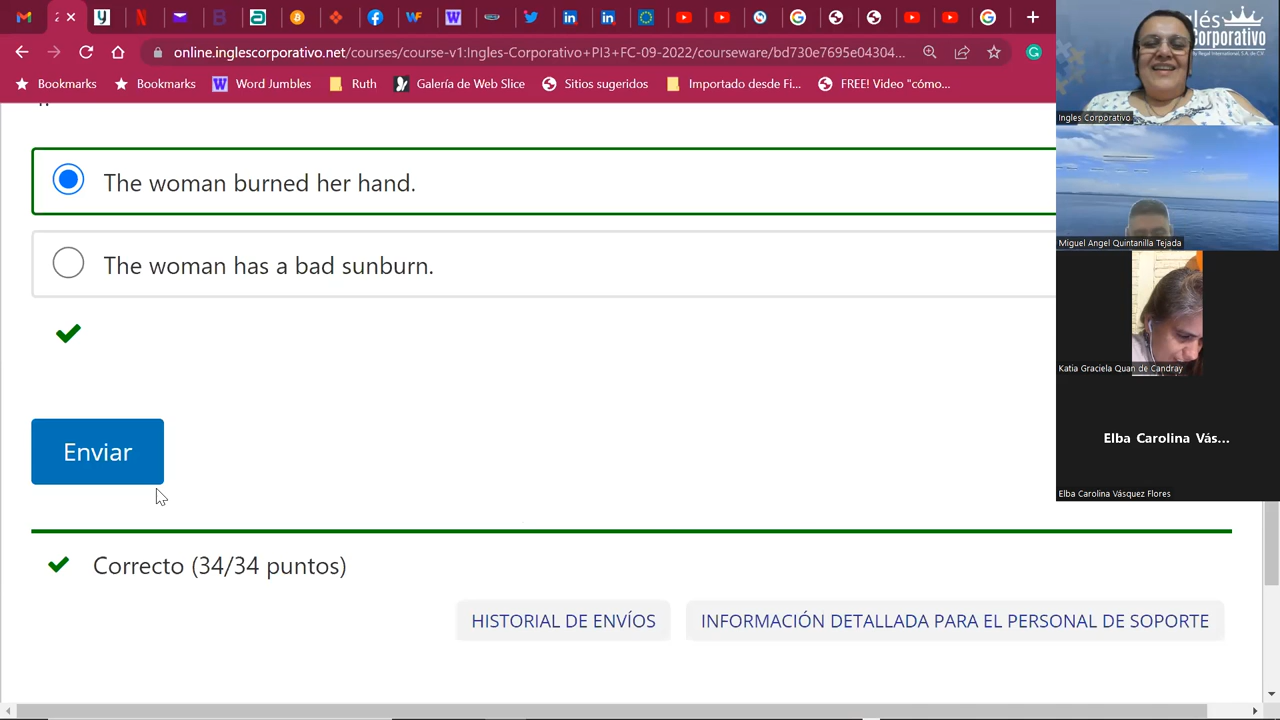 2
online.inglescorporativo.net/courses/course-v1:Ingles-Corporativo+PI3+FC-09-2022/courseware/bd730e7695e04304...
Bookmarks
Bookmarks
Word Jumbles
Ruth
Galería de Web Slice
Sitios sugeridos
Importado desde Fi...
FREE! Video "cómo...
The woman burned her hand.
The woman has a bad sunburn.
Enviar
Correcto (34/34 puntos)
HISTORIAL DE ENVÍOS
INFORMACIÓN DETALLADA PARA EL PERSONAL DE SOPORTE
Ingles Corporativo
Miguel Angel Quintanilla Tejada
Katia Graciela Quan de Candray
Elba Carolina Vás...
Elba Carolina Vásquez Flores